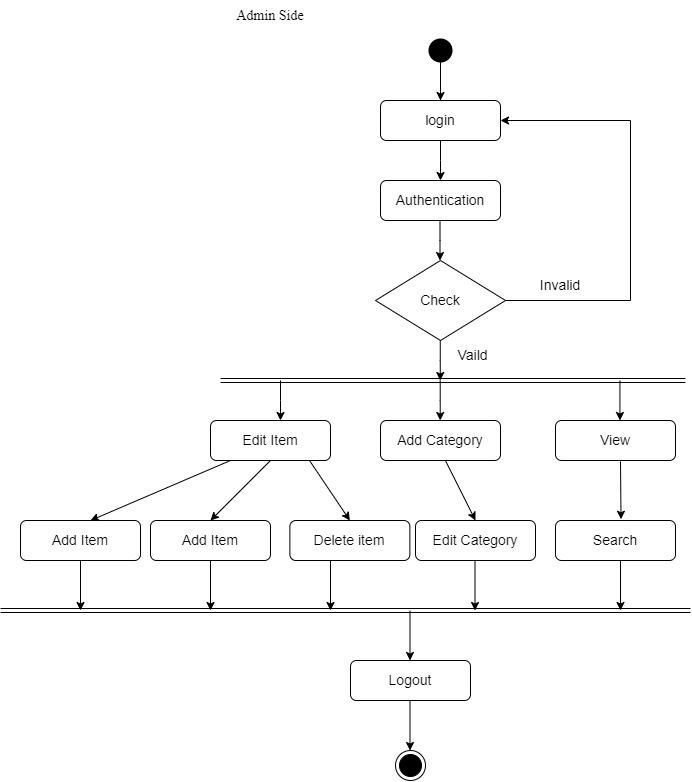 Admin Side
login
Authentication
Check
Invalid
Vaild
Edit Item
Add Category
View
Add Item
Add Item
Delete item
Edit Category
Search
Logout